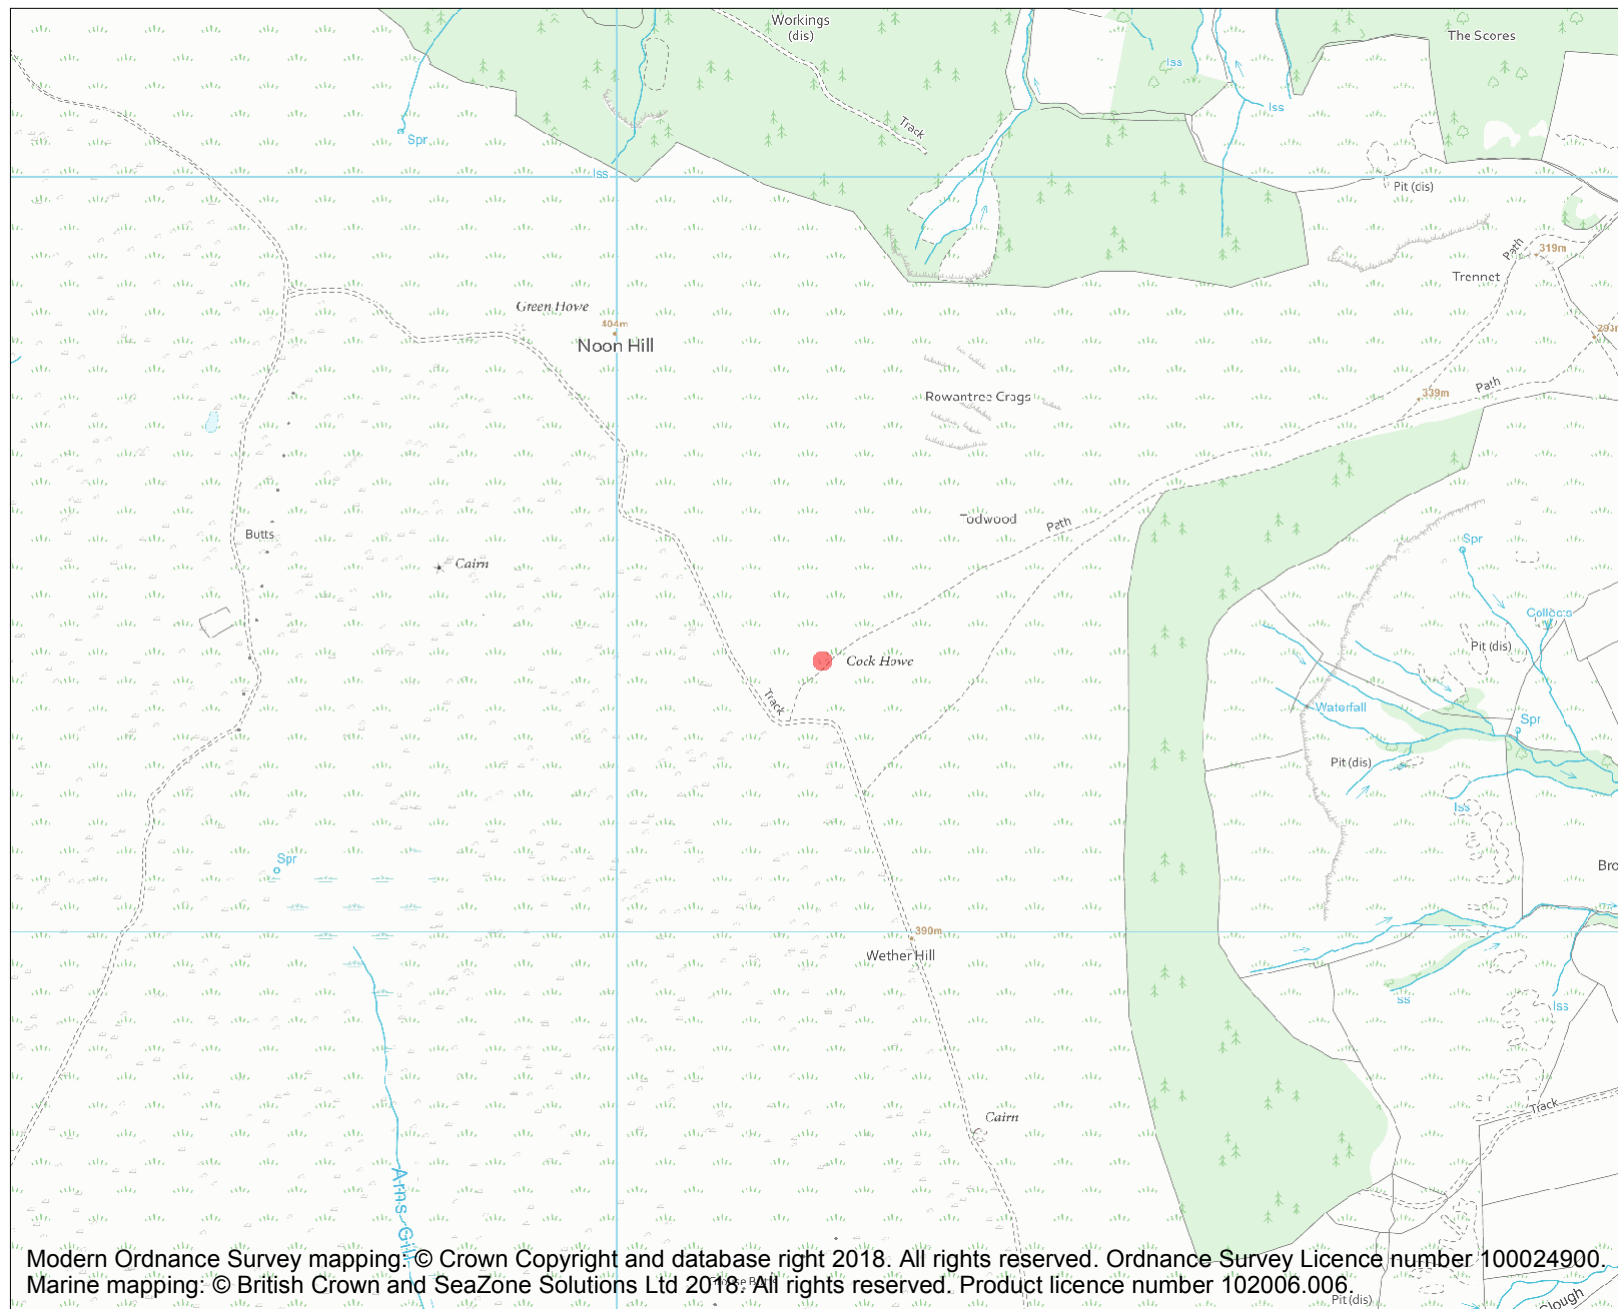 Workings
(dis)
The Scores
Iss
Iss
Spr
Track
Iss
Pit (dis)
Path
319m
Trennet
Green Howe
404m
Noon Hill
Path
339m
Rowantree Crags
Todwood
Path
Butts
Spr
Cairn
Pit (dis)
Cock Howe
Track
Waterfall
Spr
Pit (dis)
Iss
Spr
Bro
390m
Wether Hill
Iss
Track
Cairn
Arns Gill
Modern Ordnance Survey mapping: © Crown Copyright and database right 2018. All rights reserved. Ordnance Survey Licence number 100024900.
Marine mapping: © British Crown and SeaZone Solutions Ltd 2018. All rights reserved. Product licence number 102006.006.
Pit (dis)